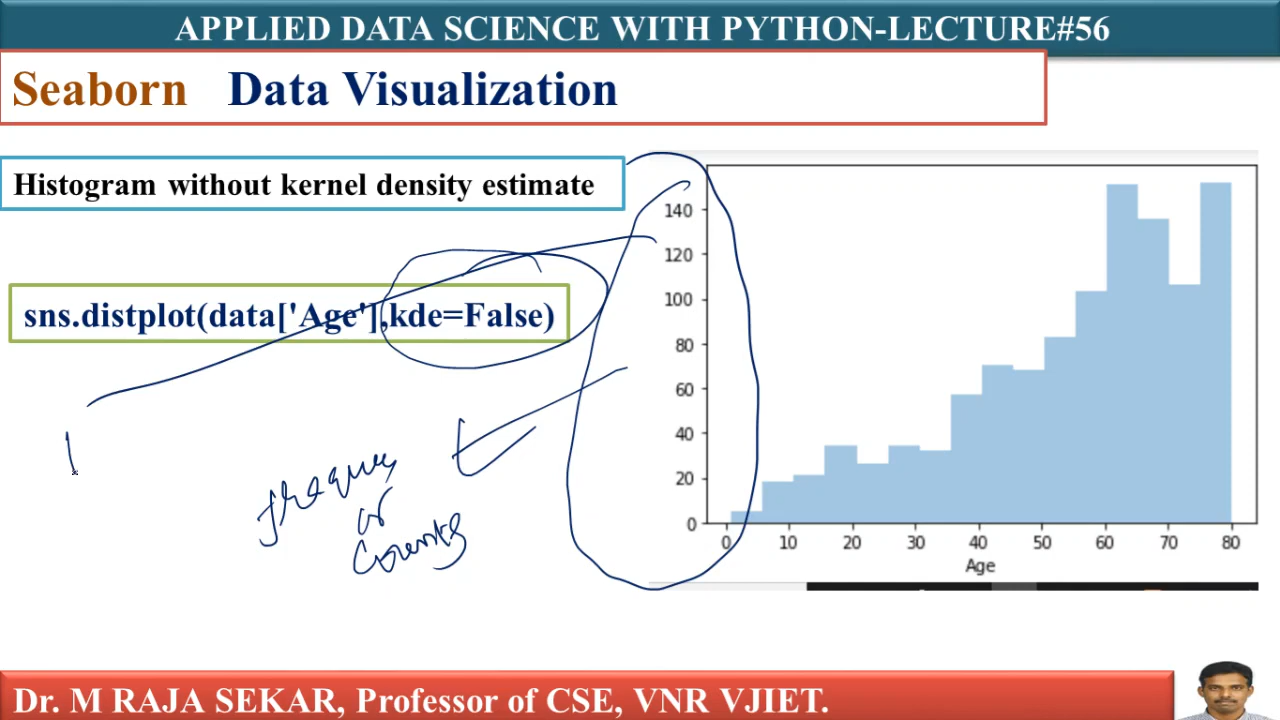 APPLIED DATA SCIENCE WITH PYTHON-LECTURE#56
Seaborn Data Visualization
Histogram without kernel density estimate
sns.distplot(data['Age'],kde=False)
or
Counts
140
120
100
80
60
40
20
0
0 10 20 30 40 50 60 70 80
Age
Dr. M RAJA SEKAR, Professor of CSE, VNR VJIET.